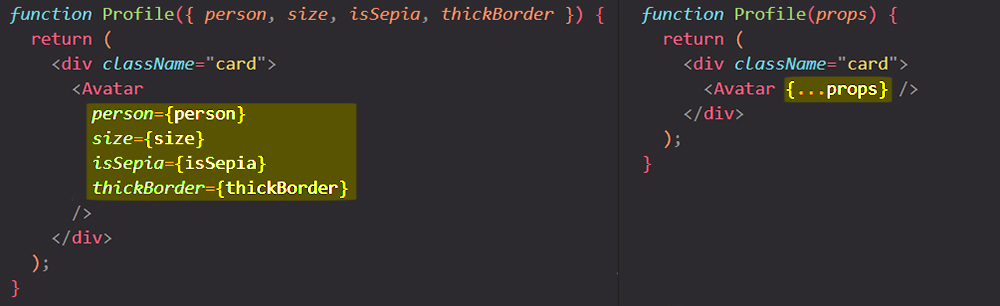 function Profile({ person, size, isSepia, thickBorder }) {
return (
<div className="card">
<Avatar
person={person}
size={size}
isSepia={isSepia}
thickBorder={thickBorder}
/>
</div>
);
}
function Profile(props) {
return (
<div className="card">
<Avatar {...props} />
</div>
);
}